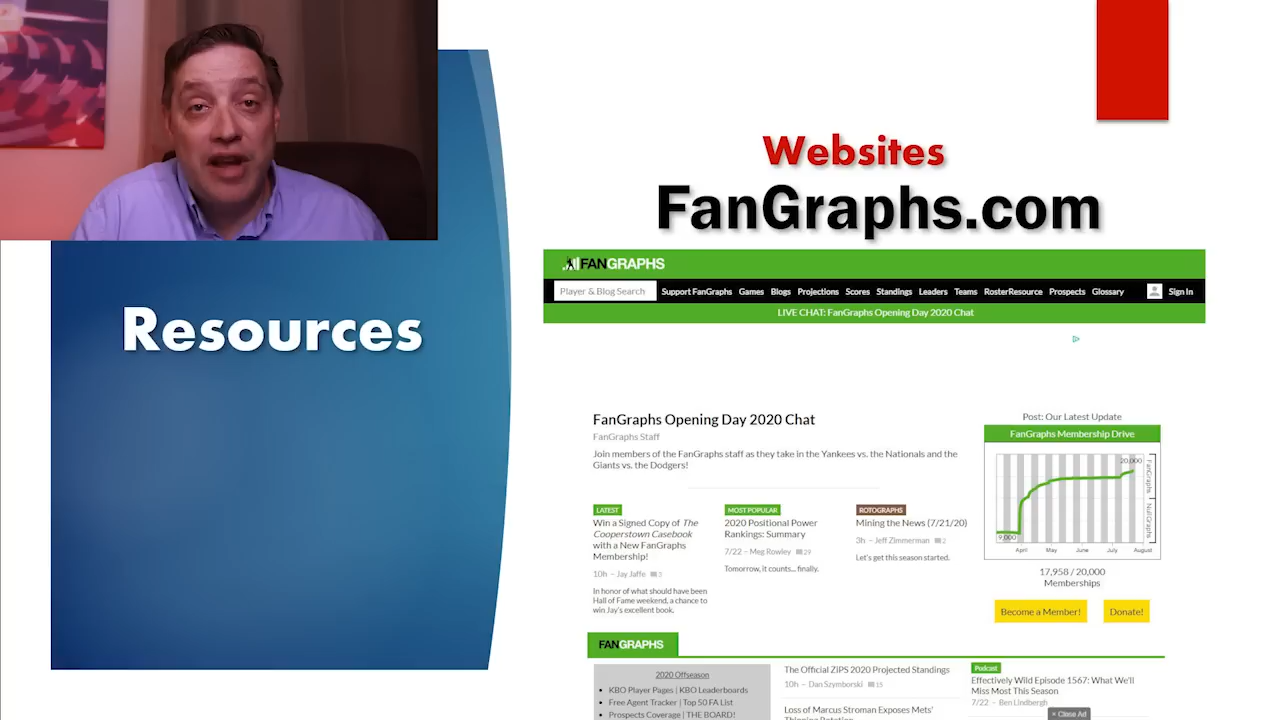 Websites
FanGraphs.com
Resources
FANGRAPHS
Player & Blog Search Support FanGraphs Games Blogs Projections Scores Standings Leaders Teams RosterResource Prospects Glossary Sign In
LIVE CHAT: FanGraphs Opening Day 2020 Chat
FanGraphs Opening Day 2020 Chat
FanGraphs Staff
Join members of the FanGraphs staff as they take in the Yankees vs. the Nationals and the
Giants vs. the Dodgers!
LATEST
Win a Signed Copy of The
Cooperstown Casebook
with a New FanGraphs
Membership!
10h – Jay Jaffe 3
In honor of what should have been
Hall of Fame weekend, a chance to
win Jay's excellent book.
MOST POPULAR
2020 Positional Power
Rankings: Summary
7/22 – Meg Rowley 29
Tomorrow, it counts... finally.
ROTOGRAPHS
Mining the News (7/21/20)
3h – Jeff Zimmerman 2
Let's get this season started.
Post: Our Latest Update
FanGraphs Membership Drive
20,000
9,000
FanGraphs
NotGraphs
April May June July August
17,958 / 20,000
Memberships
Become a Member! Donate!
FANGRAPHS
2020 Offseason
KBO Player Pages | KBO Leaderboards
Free Agent Tracker | Top 50 FA List
Prospects Coverage | THE BOARD!
The Official ZiPS 2020 Projected Standings
10h – Dan Szymborski 15
Loss of Marcus Stroman Exposes Mets'
Thinning Rotation
Podcast
Effectively Wild Episode 1567: What We'll
Miss Most This Season
7/22 – Ben Lindbergh
× Close Ad